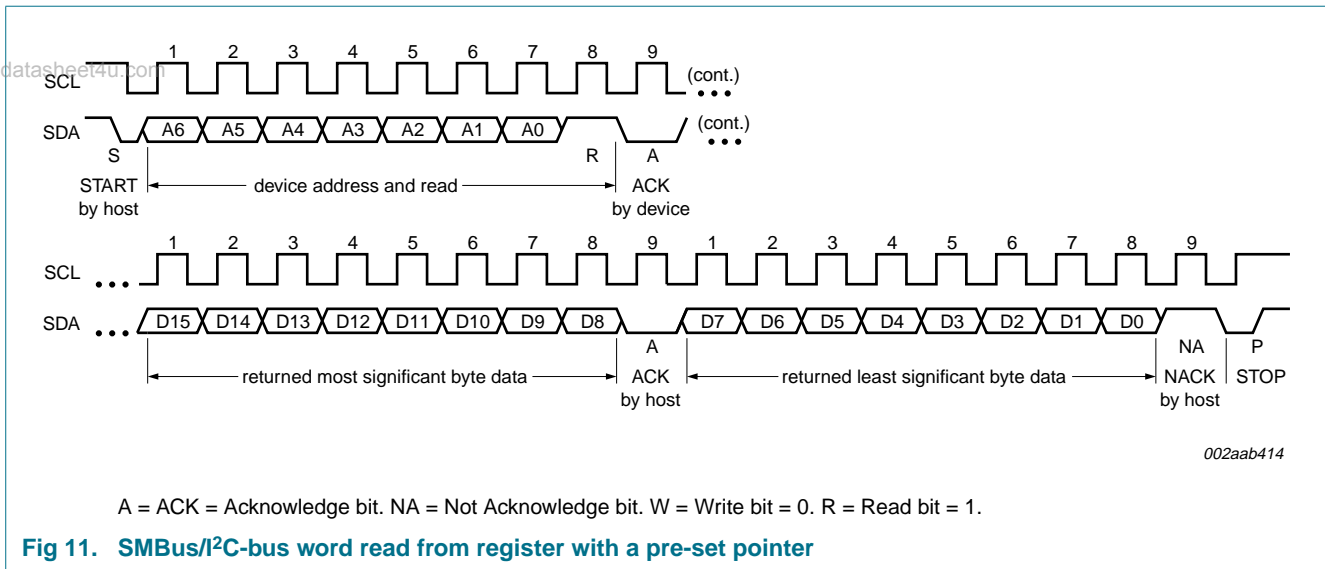 datasheet4u.com
1 2 3 4 5 6 7 8 9
SCL (cont.)
SDA A6 A5 A4 A3 A2 A1 A0 (cont.)
S R A
START device address and read ACK
by host by device
1 2 3 4 5 6 7 8 9 1 2 3 4 5 6 7 8 9
SCL
SDA D15 D14 D13 D12 D11 D10 D9 D8 D7 D6 D5 D4 D3 D2 D1 D0
A NA P
returned most significant byte data ACK returned least significant byte data NACK STOP
by host by host
002aab414
A = ACK = Acknowledge bit. NA = Not Acknowledge bit. W = Write bit = 0. R = Read bit = 1.
Fig 11. SMBus/I²C-bus word read from register with a pre-set pointer